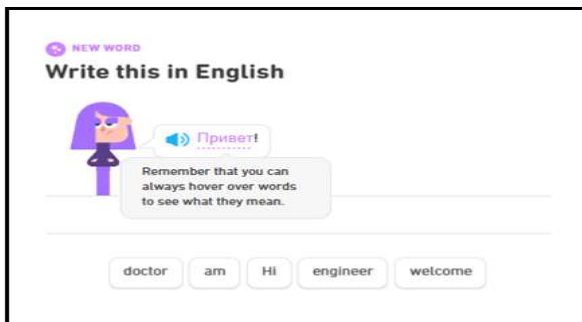 NEW WORD
Write this in English
Привет!
Remember that you can
always hover over words
to see what they mean.
doctor am Hi engineer welcome